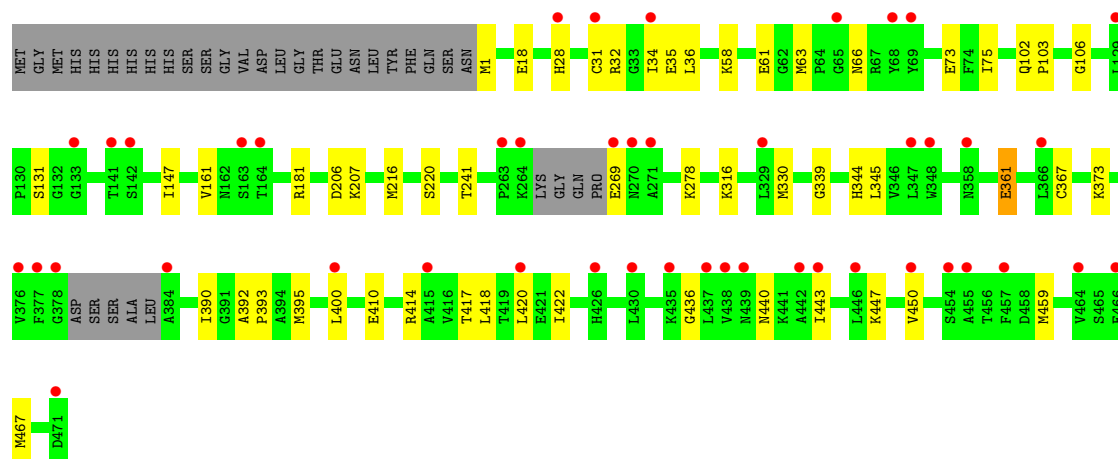 MET GLY MET HIS HIS HIS HIS HIS HIS SER SER GLY VAL ASP LEU GLY THR GLU ASN LEU TYR PHE GLN SER ASN M1 E18 H28 C31 R32 G33 I34 E35 L36 K58 E61 G62 M63 P64 G65 N66 R67 Y68 Y69 E73 F74 I75 Q102 P103 G106
P130 S131 G132 G133 T141 S142 I147 V161 N162 S163 T164 R181 D206 K207 M216 S220 T241 P263 K264 LYS GLY GLN PRO E269 N270 A271 K278 K316 L329 M330 G339 H344 L345 V346 L347 W348 N358 E361 L366 C367 K373
V376 F377 G378 ASP SER SER ALA LEU A384 I390 G391 A392 P393 A394 M395 L400 E410 R414 A415 V416 T417 L418 T419 L420 E421 I422 H426 L430 K435 G436 L437 V438 N439 N440 K441 A442 I443 L446 K447 V450 S454 A455 T456 F457 D458 M459 V464 S465
M467 D471